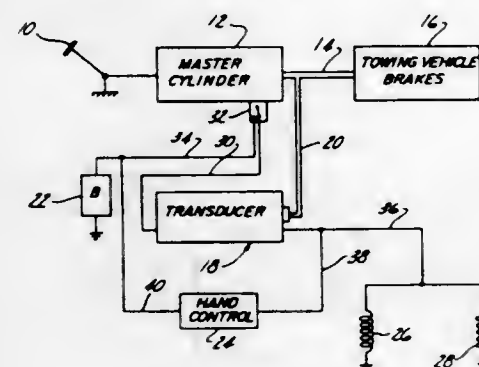 10
12
MASTER
CYLINDER
14
16
TOWING VEHICLE
BRAKES
32
34
30
20
22
B
TRANSDUCER
18
36
38
40
HAND
CONTROL
24
26
28